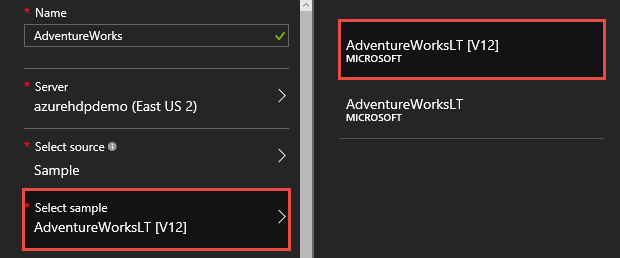 * Name
AdventureWorks
* Server
azurehdpdemo (East US 2)
* Select source
Sample
* Select sample
AdventureWorksLT [V12]
AdventureWorksLT [V12]
MICROSOFT
AdventureWorksLT
MICROSOFT